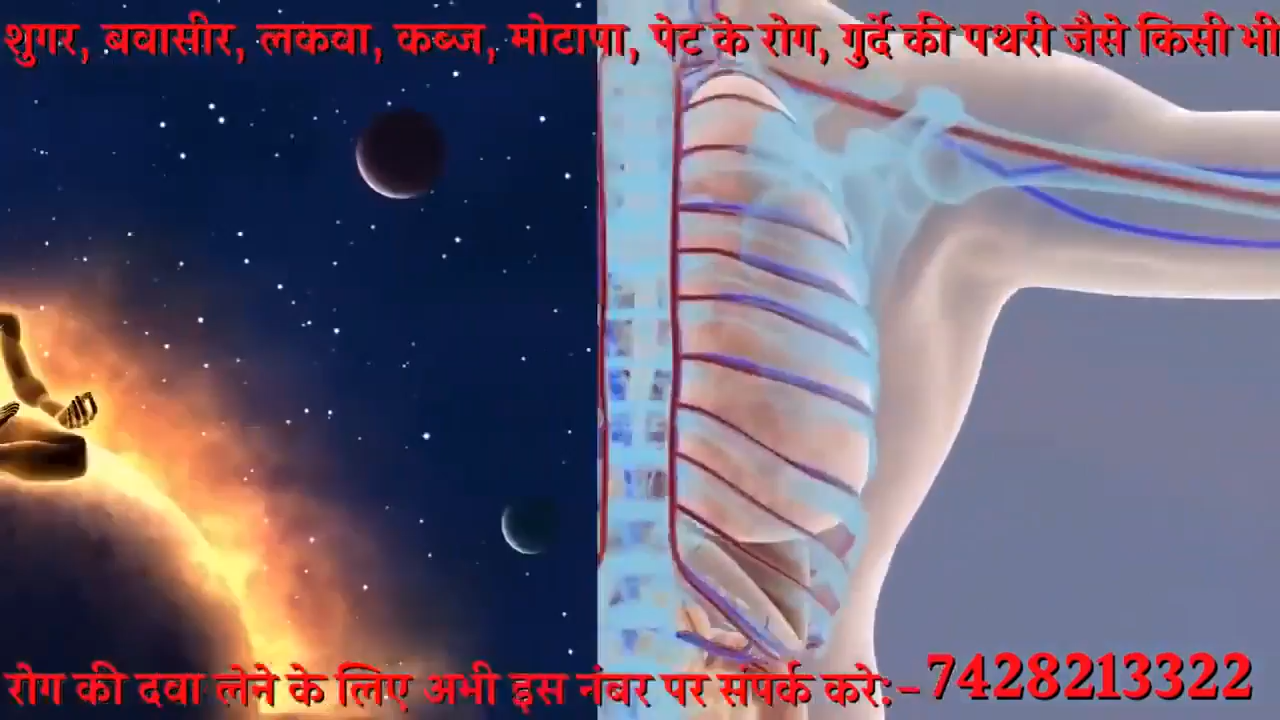 शुगर, बवासीर, लकवा, कब्ज, मोटापा, पेट के रोग, गुर्दे की पथरी जैसे किसी भी
रोग की दवा लेने के लिए अभी इस नंबर पर संपर्क करे:-7428213322